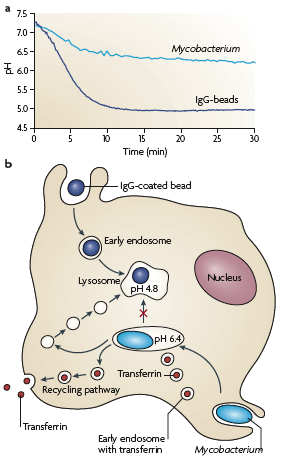 a
7.5
7.0
6.5
6.0
5.5
5.0
4.5
pH
Mycobacterium
IgG-beads
0
5
10
15
20
25
30
Time (min)
b
IgG-coated bead
Early endosome
Lysosome
pH 4.8
Nucleus
pH 6.4
Transferrin
Recycling pathway
Transferrin
Early endosome
with transferrin
Mycobacterium